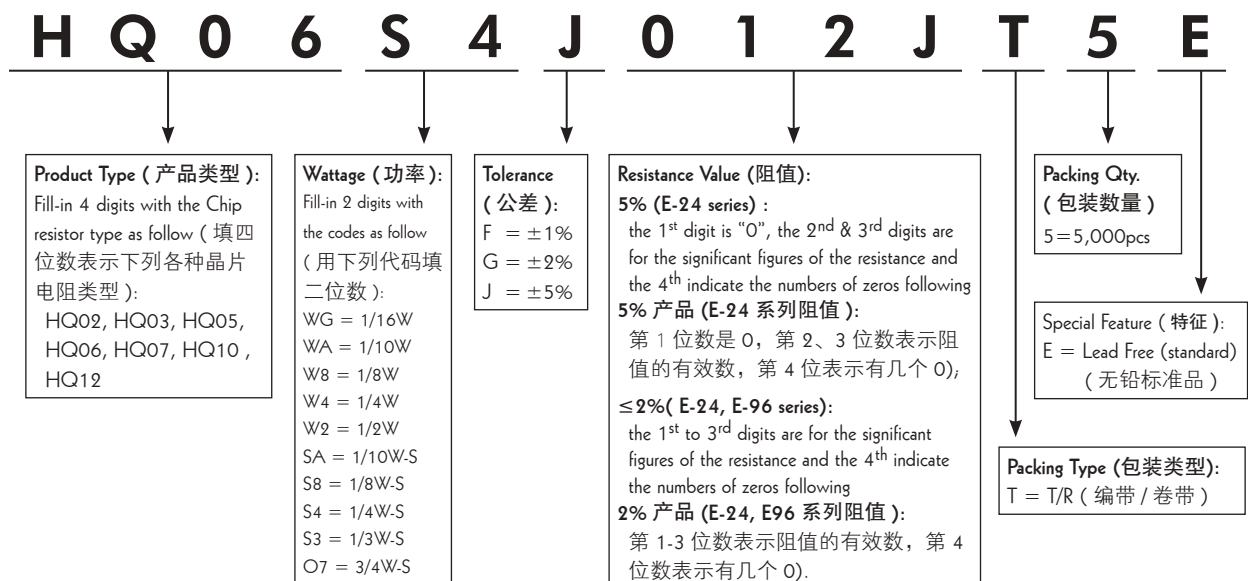 HQ06S4J012JT5E
Product Type ( 产品类型 ):
Fill-in 4 digits with the Chip
resistor type as follow ( 填四
位数表示下列各种晶片
电阻类型 ):
HQ02, HQ03, HQ05,
HQ06, HQ07, HQ10 ,
HQ12
Wattage ( 功率 ):
Fill-in 2 digits with
the codes as follow
( 用下列代码填
二位数 ):
WG = 1/16W
WA = 1/10W
W8 = 1/8W
W4 = 1/4W
W2 = 1/2W
SA = 1/10W-S
S8 = 1/8W-S
S4 = 1/4W-S
S3 = 1/3W-S
O7 = 3/4W-S
Tolerance
( 公差 ):
F = ±1%
G = ±2%
J = ±5%
Resistance Value (阻值):
5% (E-24 series) :
the 1st digit is “0”, the 2nd & 3rd digits are
for the significant figures of the resistance and
the 4th indicate the numbers of zeros following
5% 产品 (E-24 系列阻值 ):
第 1 位数是 0，第 2、3 位数表示阻
值的有效数，第 4 位表示有几个 0);
≤2%( E-24, E-96 series):
the 1st to 3rd digits are for the significant
figures of the resistance and the 4th indicate
the numbers of zeros following
2% 产品 (E-24, E96 系列阻值 ):
第 1-3 位数表示阻值的有效数，第 4
位数表示有几个 0).
Packing Qty.
( 包装数量 )
5=5,000pcs
Special Feature ( 特征 ):
E = Lead Free (standard)
( 无铅标准品 )
Packing Type (包装类型):
T = T/R ( 编带 / 卷带 )